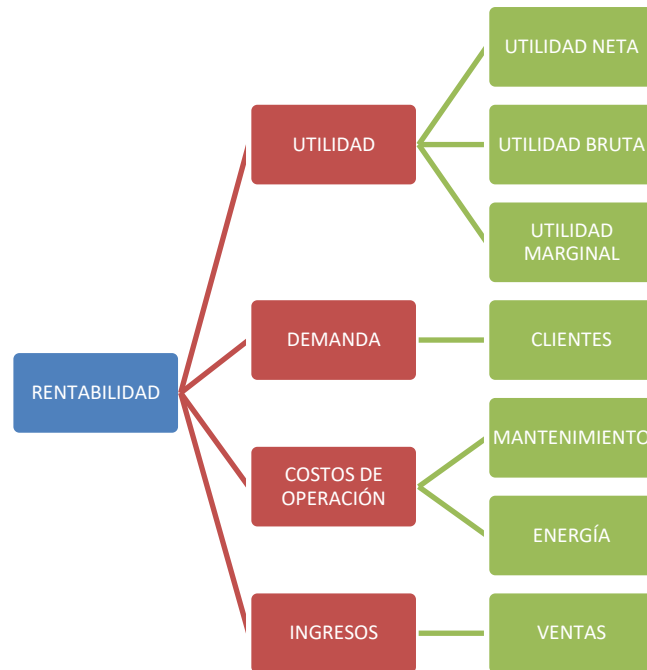 UTILIDAD NETA
UTILIDAD
UTILIDAD BRUTA
UTILIDAD
MARGINAL
DEMANDA
CLIENTES
RENTABILIDAD
MANTENIMIENTO
COSTOS DE
OPERACIÓN
ENERGÍA
INGRESOS
VENTAS